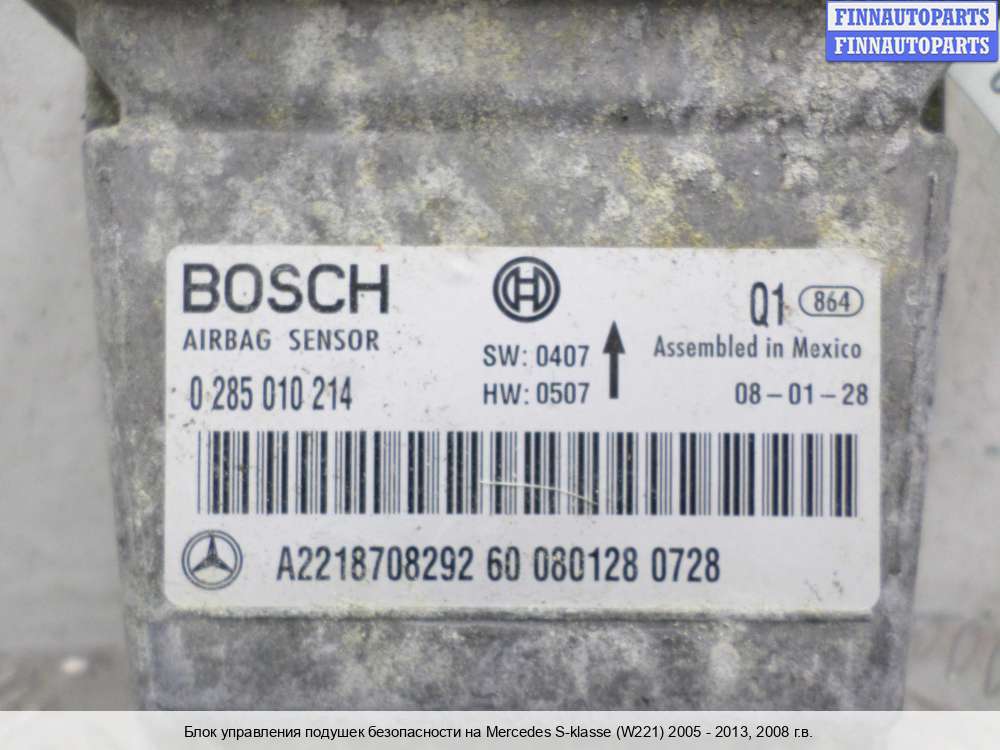 FINNAUTOPARTS
FINNAUTOPARTS
BOSCH
AIRBAG SENSOR
0 285 010 214
SW: 0407
HW: 0507
Q1 864
Assembled in Mexico
08-01-28
A2218708292 60 080128 0728
Блок управления подушек безопасности на Mercedes S-klasse (W221) 2005 - 2013, 2008 г.в.